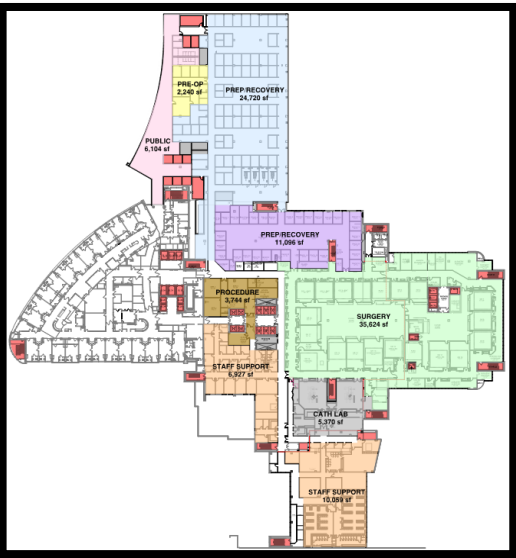 PRE-OP
2,240 sf
PREP/RECOVERY
24,720 sf
PUBLIC
6,104 sf
PREP/RECOVERY
11,096 sf
PROCEDURE
3,744 sf
SURGERY
35,624 sf
STAFF SUPPORT
6,927 sf
CATH LAB
5,370 sf
STAFF SUPPORT
10,059 sf